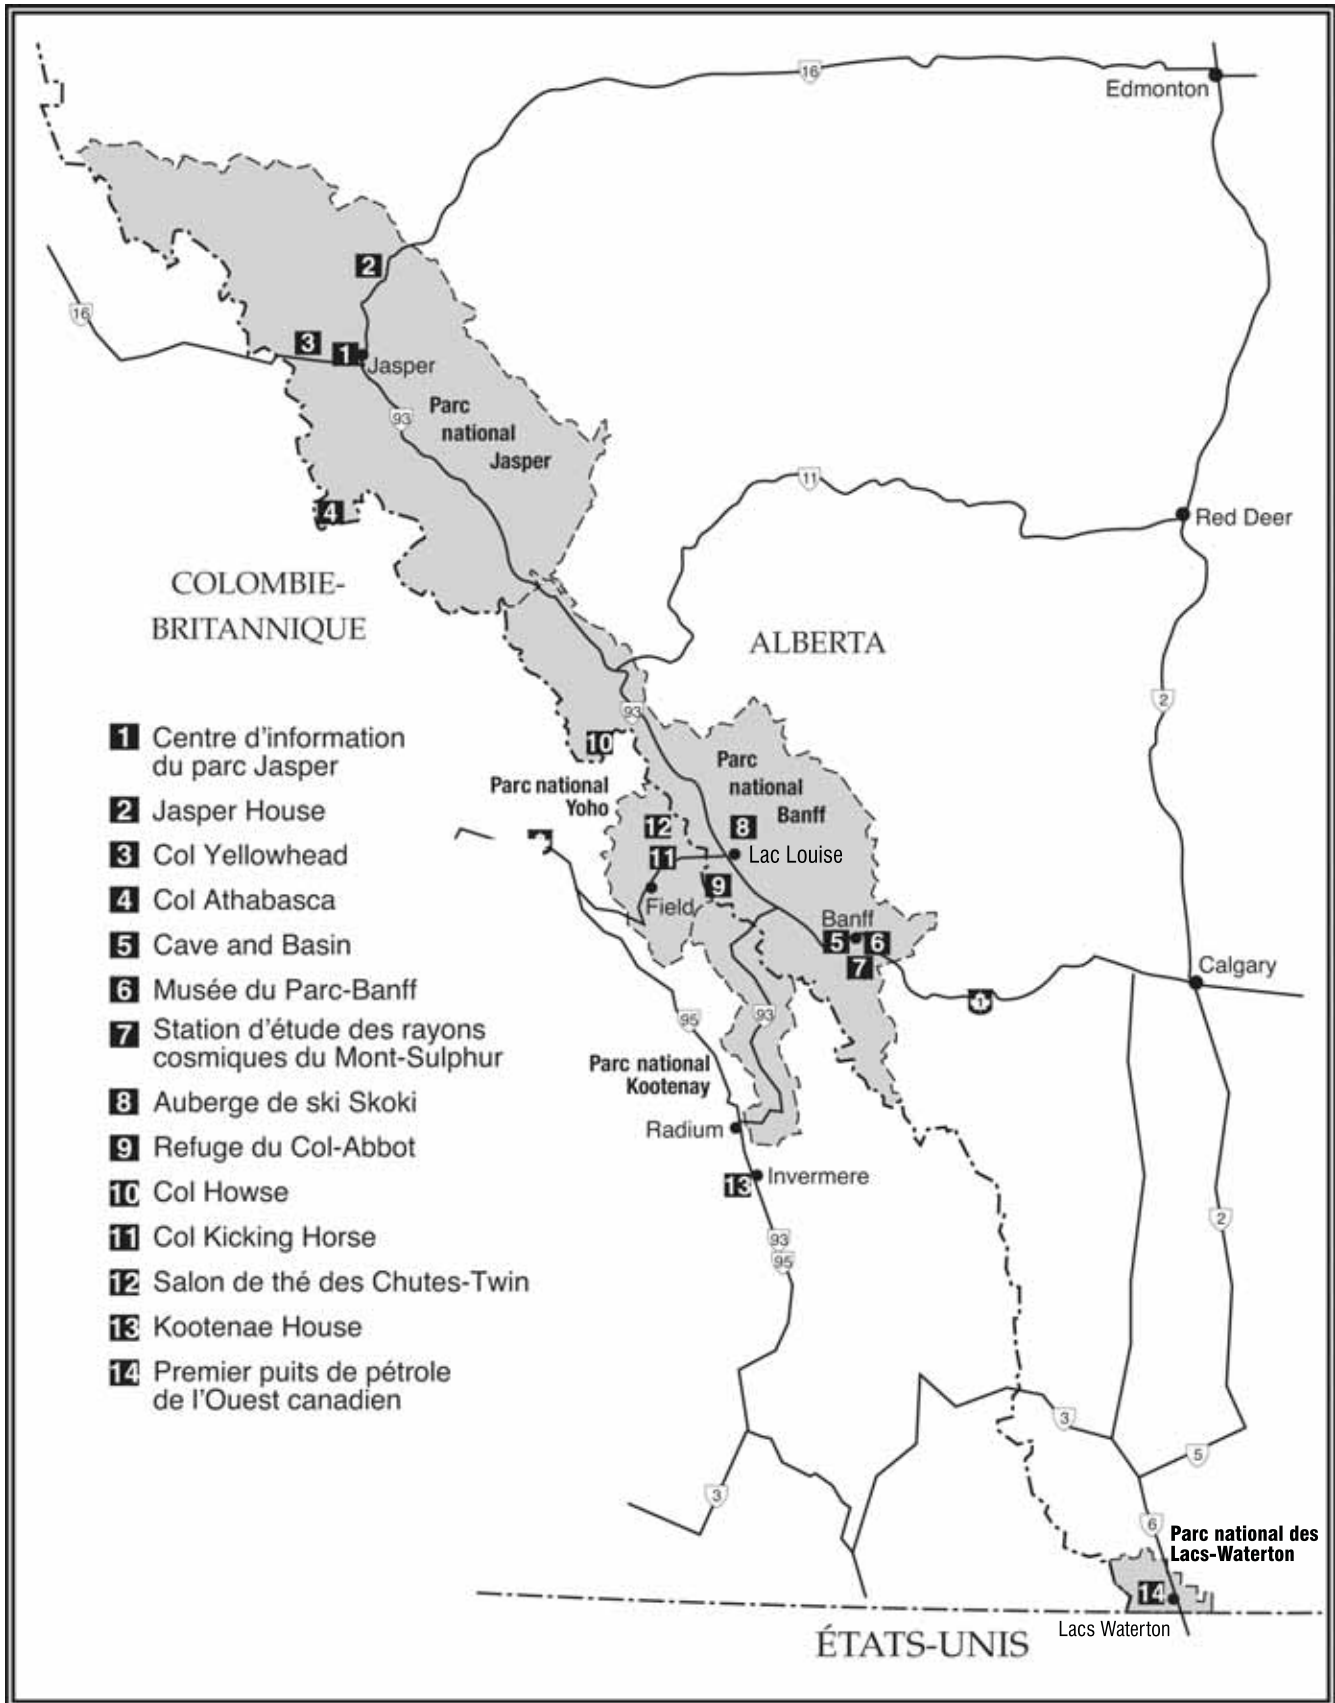 16
Edmonton
2
16
3
1
Jasper
93
Parc
national
Jasper
11
4
Red Deer
COLOMBIE-
BRITANNIQUE
ALBERTA
2
93
10
Parc
national
Banff
Parc national
Yoho
12
8
11
Lac Louise
9
Field
Banff
5
6
7
Calgary
1
95
93
Parc national
Kootenay
Radium
13
Invermere
93
95
2
1 Centre d'information
du parc Jasper
2 Jasper House
3 Col Yellowhead
4 Col Athabasca
5 Cave and Basin
6 Musée du Parc-Banff
7 Station d'étude des rayons
cosmiques du Mont-Sulphur
8 Auberge de ski Skoki
9 Refuge du Col-Abbot
10 Col Howse
11 Col Kicking Horse
12 Salon de thé des Chutes-Twin
13 Kootenae House
14 Premier puits de pétrole
de l'Ouest canadien
3
5
3
6
Parc national des
Lacs-Waterton
14
Lacs Waterton
ÉTATS-UNIS